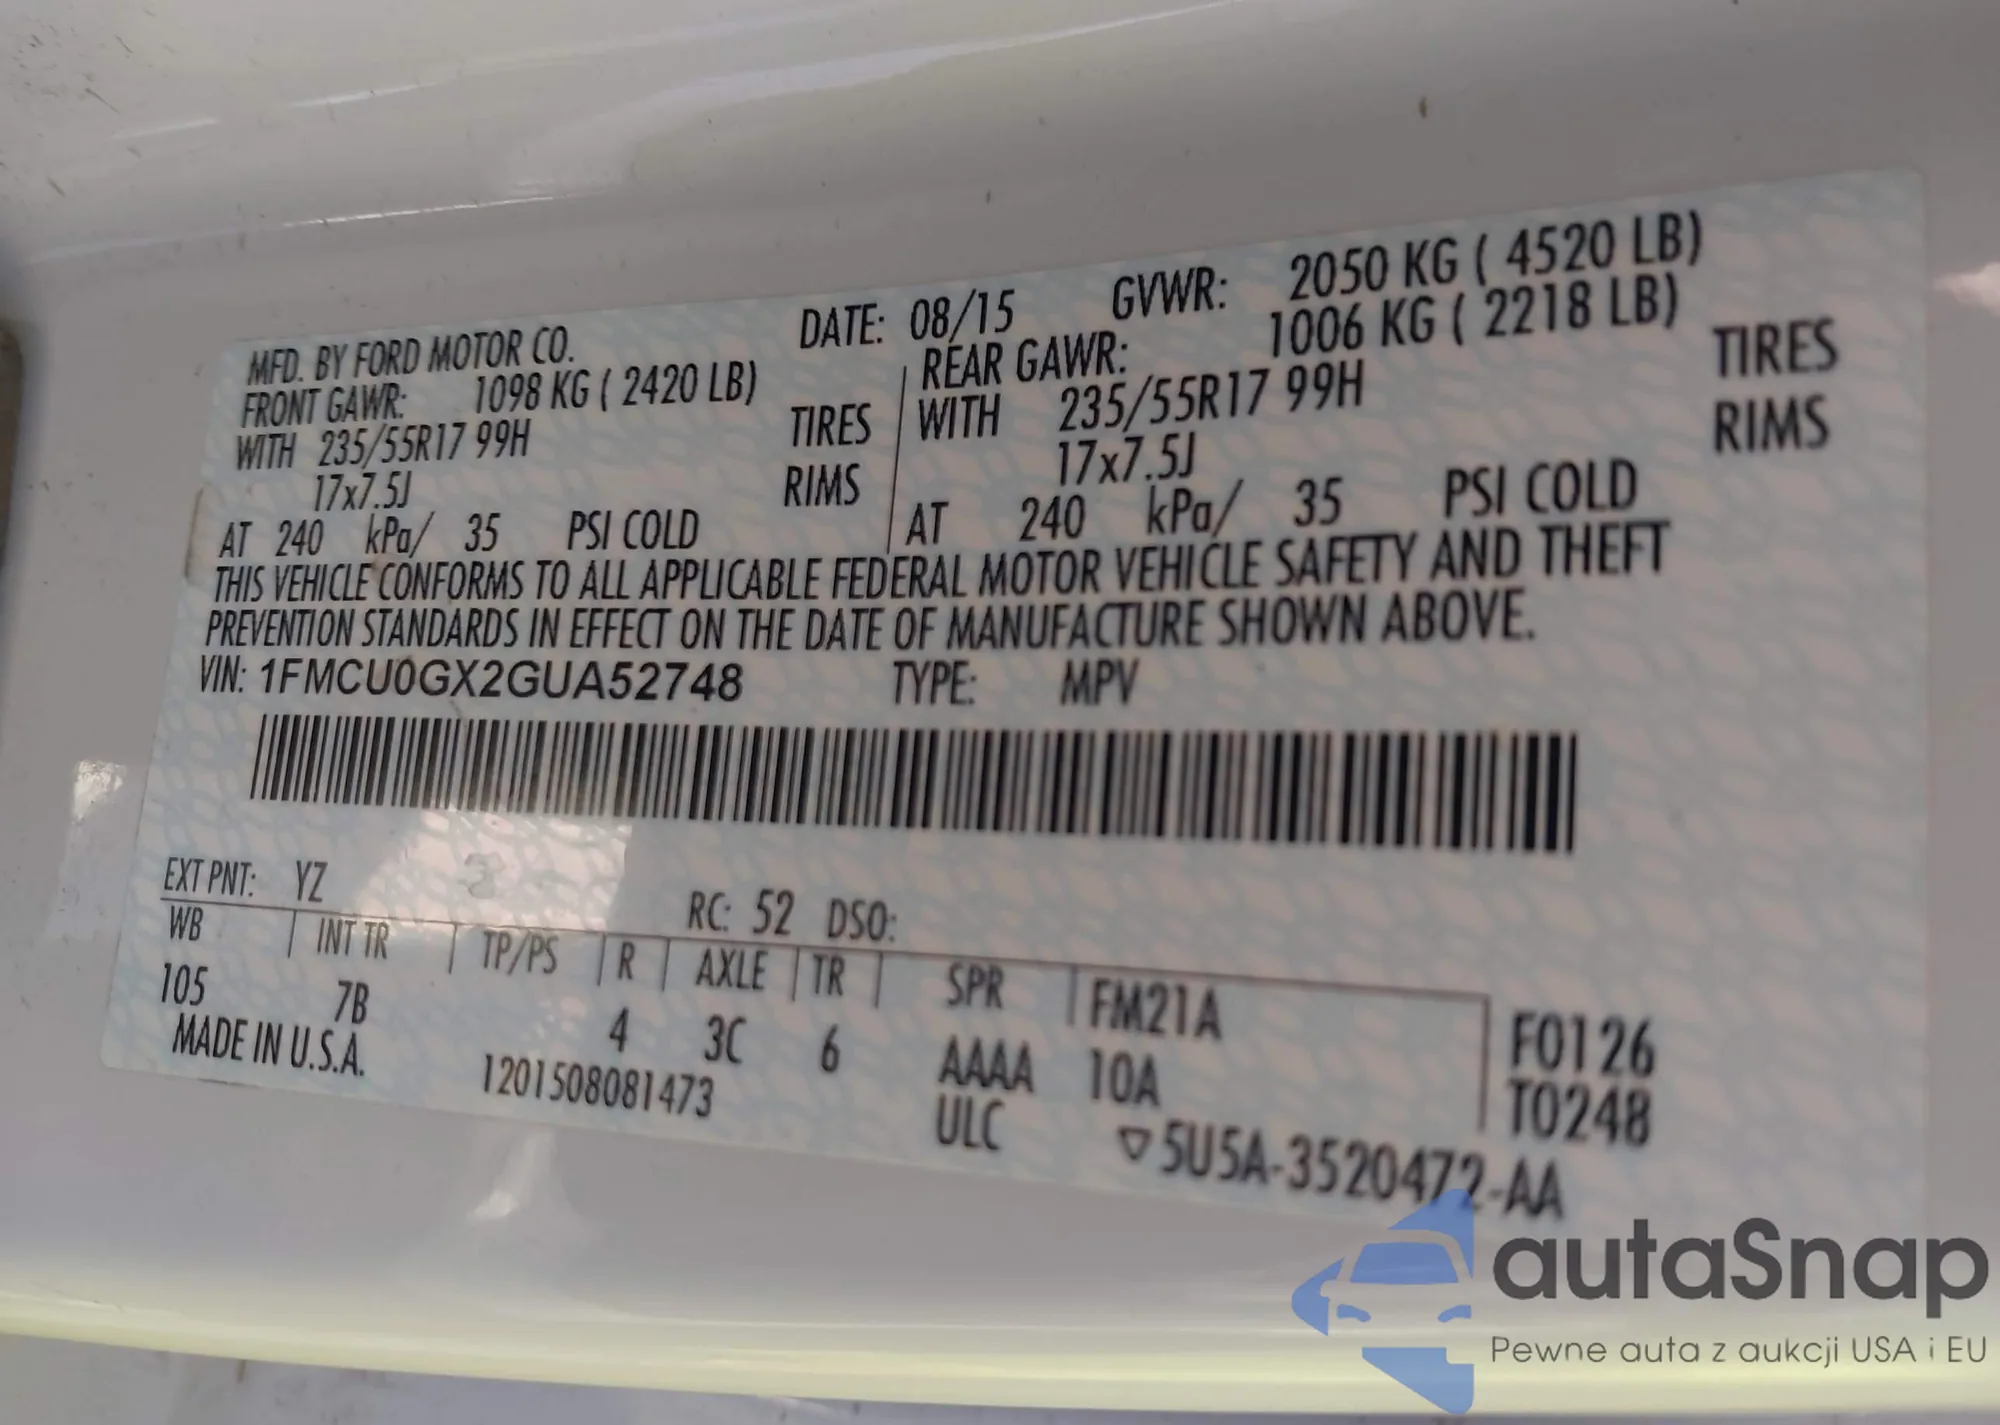 MFD. BY FORD MOTOR CO. DATE: 08/15 GVWR: 2050 KG ( 4520 LB)
FRONT GAWR: 1098 KG ( 2420 LB) REAR GAWR: 1006 KG ( 2218 LB)
WITH 235/55R17 99H TIRES WITH 235/55R17 99H TIRES
17x7.5J RIMS 17x7.5J RIMS
AT 240 kPa/ 35 PSI COLD AT 240 kPa/ 35 PSI COLD
THIS VEHICLE CONFORMS TO ALL APPLICABLE FEDERAL MOTOR VEHICLE SAFETY AND THEFT
PREVENTION STANDARDS IN EFFECT ON THE DATE OF MANUFACTURE SHOWN ABOVE.
VIN: 1FMCU0GX2GUA52748 TYPE: MPV
EXT PNT: YZ RC: 52 DSO:
WB INT TR TP/PS R AXLE TR SPR FM21A F0126
105 7B 4 3C 6 AAAA 10A T0248
MADE IN U.S.A. 1201508081473 ULC ▽5U5A-3520472-AA
autaSnap
Pewne auta z aukcji USA i EU